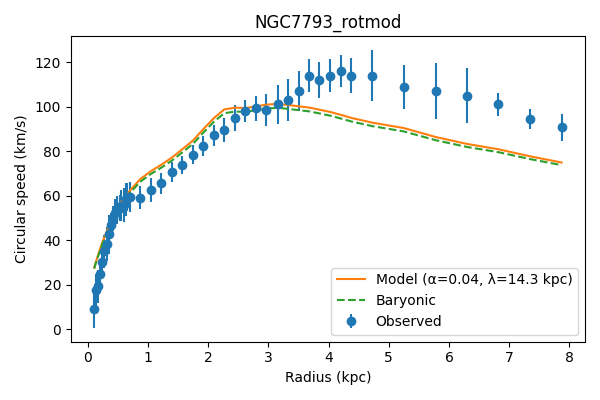 NGC7793_rotmod
Circular speed (km/s)
120
100
80
60
40
20
0
Model (α=0.04, λ=14.3 kpc)
Baryonic
Observed
0 1 2 3 4 5 6 7 8
Radius (kpc)